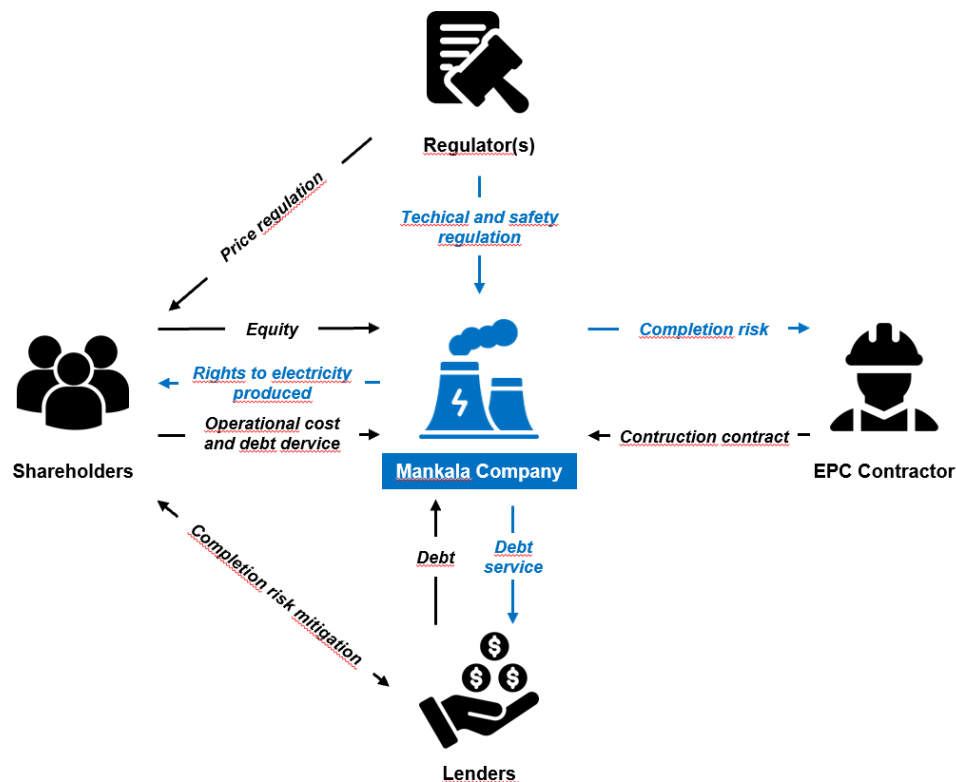 Regulator(s)
Price regulation
Techical and safety
regulation
Equity
Completion risk
Rights to electricity
produced
Operational cost
and debt dervice
Contruction contract
Shareholders
Mankala Company
EPC Contractor
Completion risk mitigation
Debt
Debt
service
$
$ $
Lenders